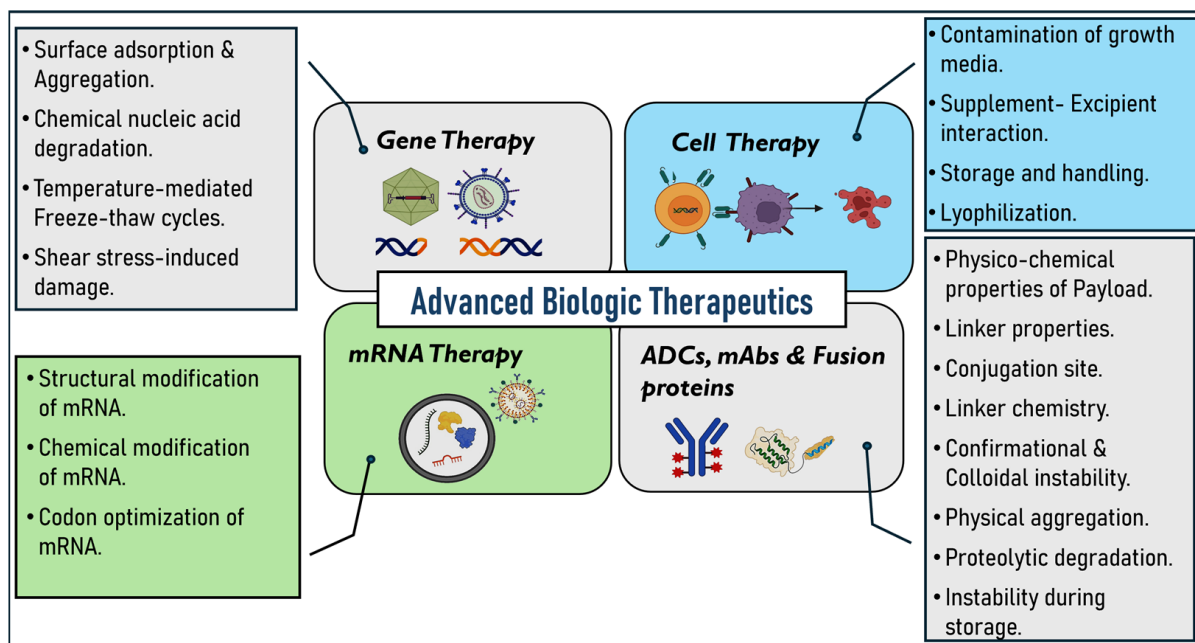 • Surface adsorption &
Aggregation.
• Chemical nucleic acid
degradation.
• Temperature-mediated
Freeze-thaw cycles.
• Shear stress-induced
damage.
Gene Therapy
Cell Therapy
• Contamination of growth
media.
• Supplement- Excipient
interaction.
• Storage and handling.
• Lyophilization.
Advanced Biologic Therapeutics
• Structural modification
of mRNA.
• Chemical modification
of mRNA.
• Codon optimization of
mRNA.
mRNA Therapy
ADCs, mAbs & Fusion
proteins
• Physico-chemical
properties of Payload.
• Linker properties.
• Conjugation site.
• Linker chemistry.
• Confirmational &
Colloidal instability.
• Physical aggregation.
• Proteolytic degradation.
• Instability during
storage.